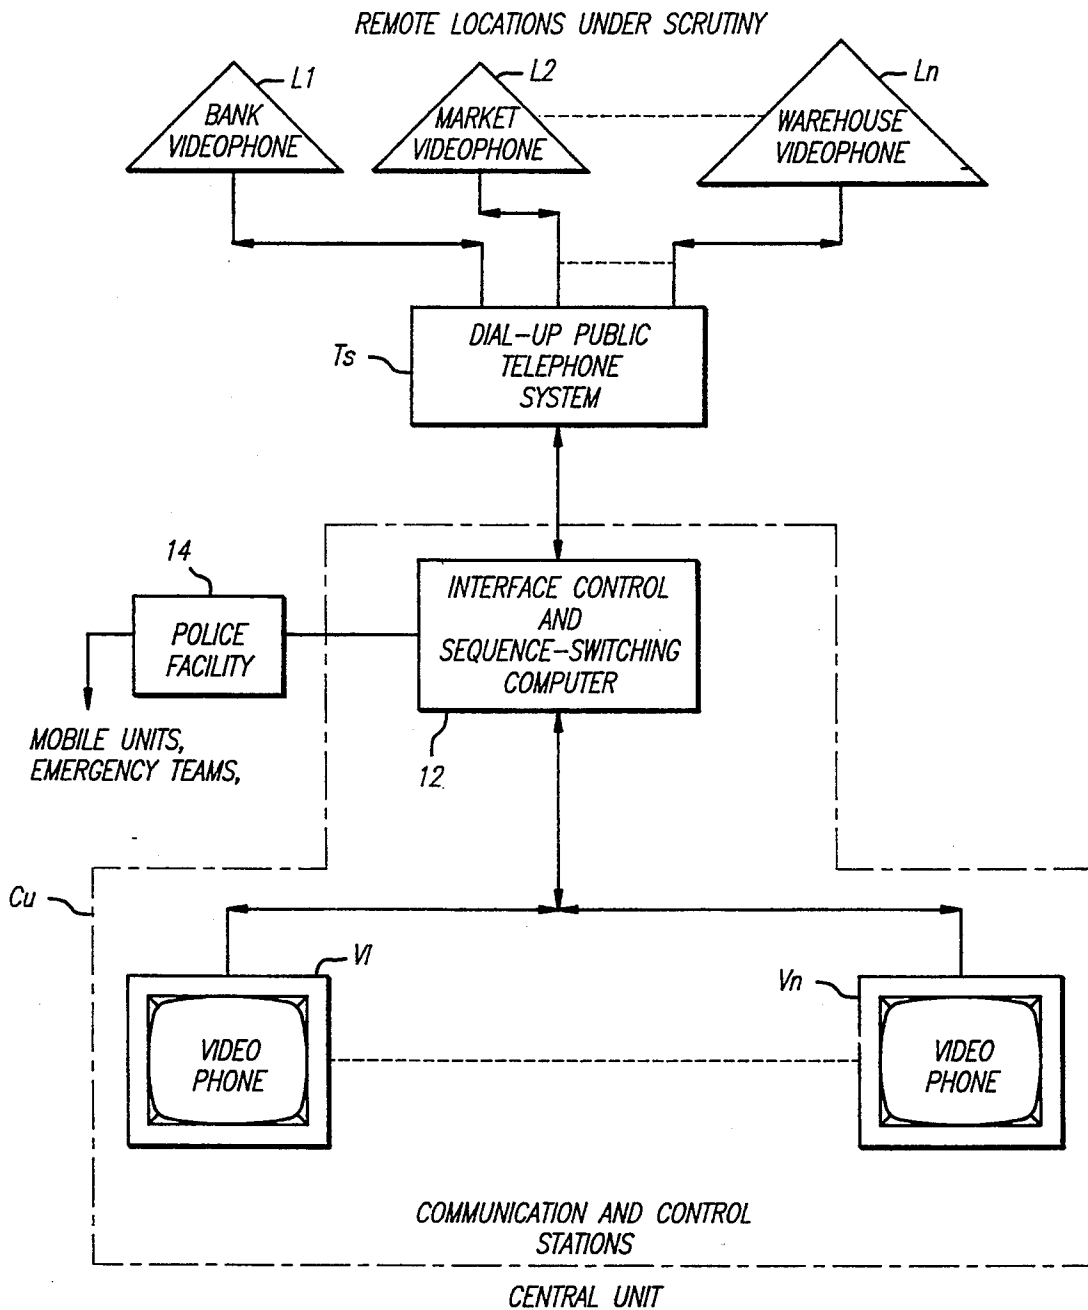 REMOTE LOCATIONS UNDER SCRUTINY
L1
L2
Ln
BANK
VIDEOPHONE
MARKET
VIDEOPHONE
WAREHOUSE
VIDEOPHONE
Ts
DIAL-UP PUBLIC
TELEPHONE
SYSTEM
14
POLICE
FACILITY
INTERFACE CONTROL
AND
SEQUENCE-SWITCHING
COMPUTER
12
MOBILE UNITS,
EMERGENCY TEAMS,
Cu
V1
Vn
VIDEO
PHONE
VIDEO
PHONE
COMMUNICATION AND CONTROL
STATIONS
CENTRAL UNIT